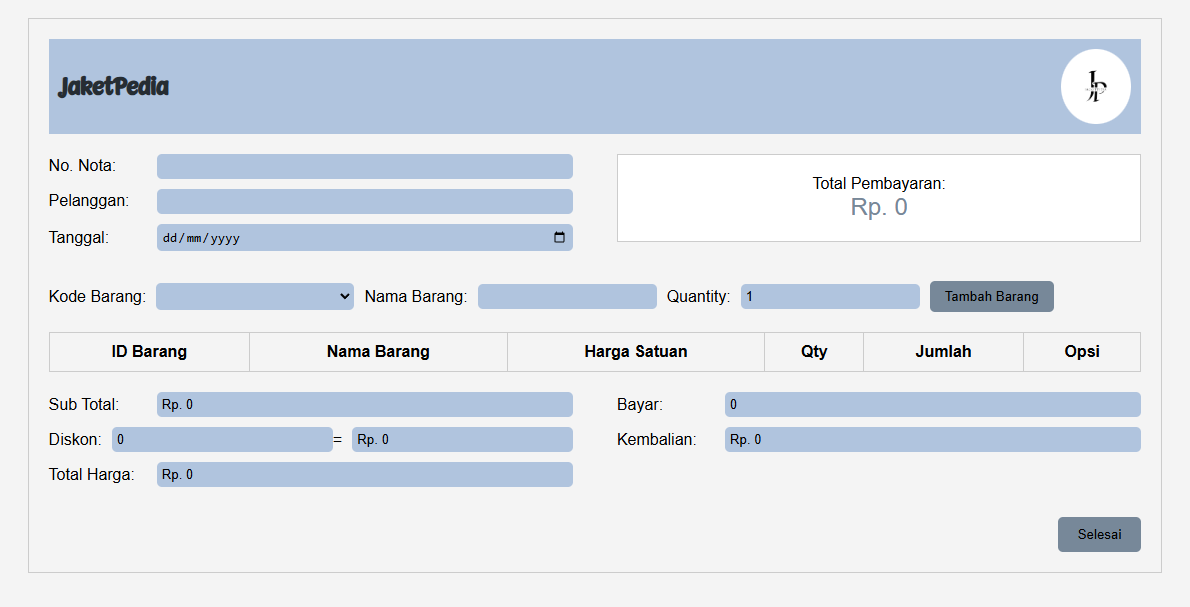 JaketPedia
JP
No. Nota:
Total Pembayaran:
Rp. 0
Pelanggan:
Tanggal: dd/mm/yyyy
Kode Barang: Nama Barang: Quantity: 1 Tambah Barang
ID Barang Nama Barang Harga Satuan Qty Jumlah Opsi
Sub Total: Rp. 0 Bayar: 0
Diskon: 0 = Rp. 0 Kembalian: Rp. 0
Total Harga: Rp. 0
Selesai